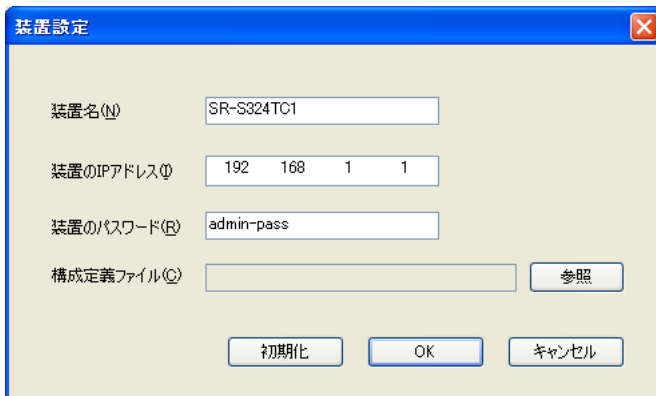 装置設定
装置名(N) SR-S324TC1
装置のIPアドレス(I) 192 168 1 1
装置のパスワード(R) admin-pass
構成定義ファイル(C) 参照
初期化 OK キャンセル